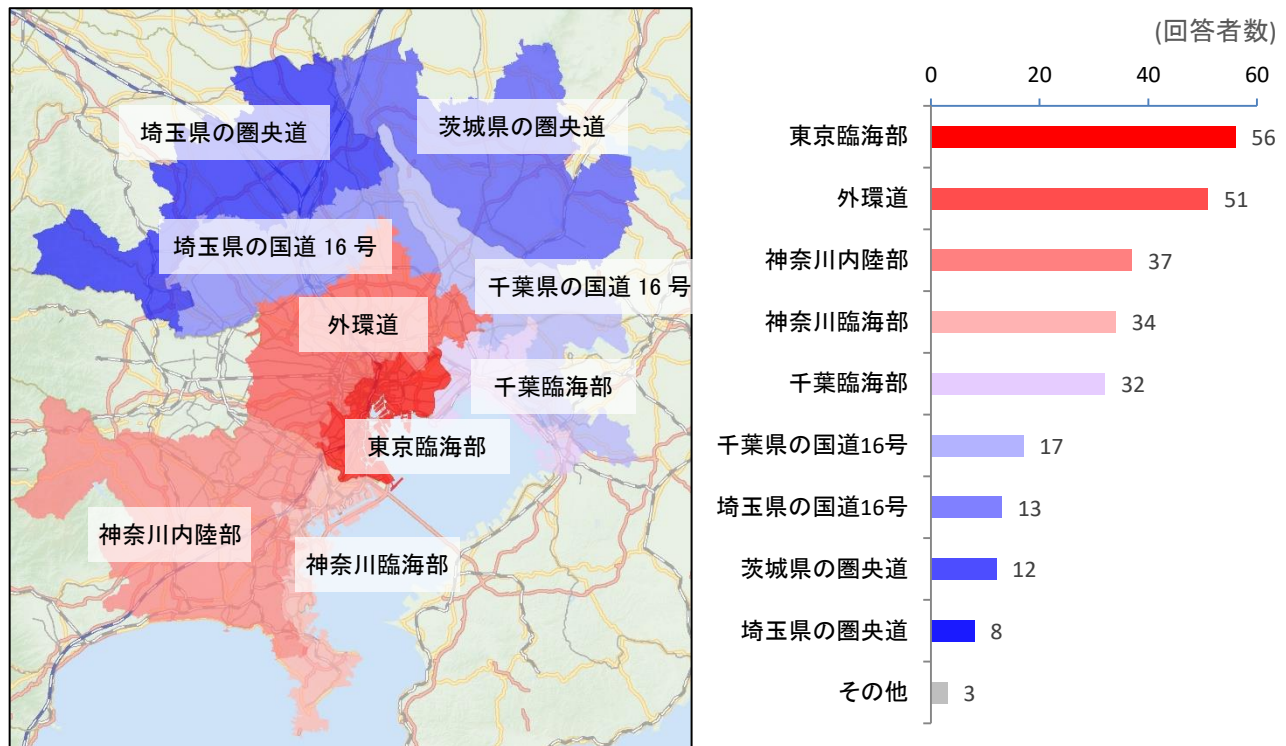 埼玉県の圏央道
茨城県の圏央道
埼玉県の国道 16 号
千葉県の国道 16 号
外環道
千葉臨海部
東京臨海部
神奈川内陸部
神奈川臨海部
(回答者数)
0 20 40 60
東京臨海部 56
外環道 51
神奈川内陸部 37
神奈川臨海部 34
千葉臨海部 32
千葉県の国道16号 17
埼玉県の国道16号 13
茨城県の圏央道 12
埼玉県の圏央道 8
その他 3